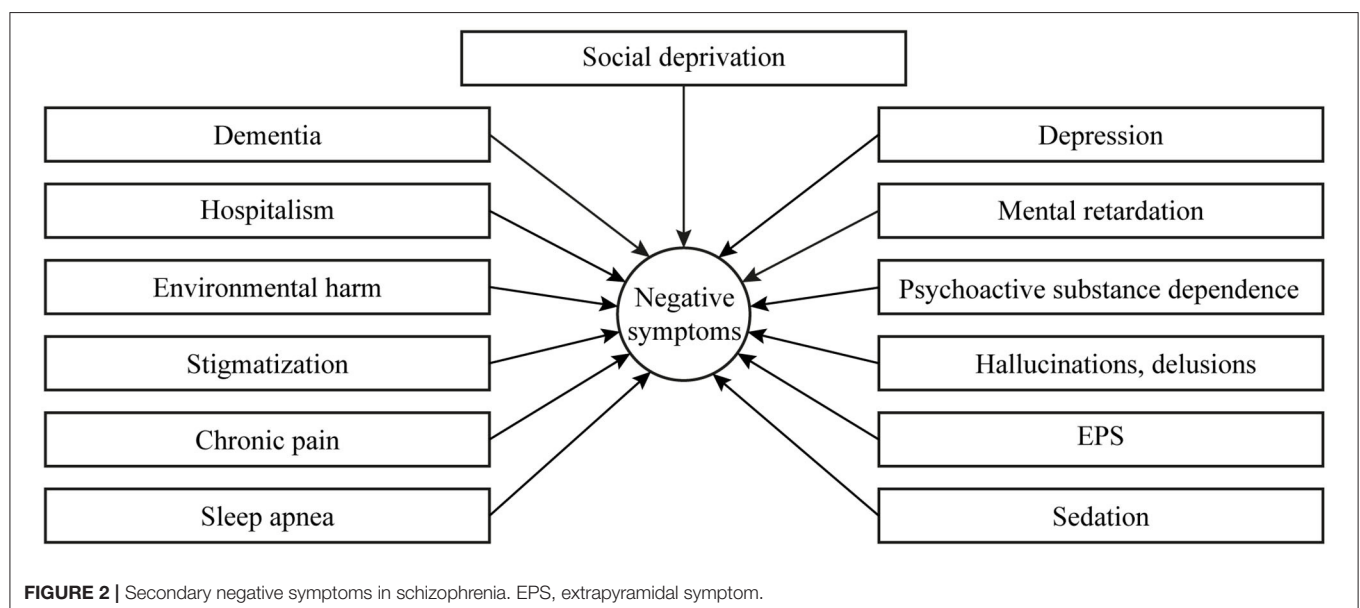 Social deprivation
Dementia
Hospitalism
Environmental harm
Stigmatization
Chronic pain
Sleep apnea
Negative
symptoms
Depression
Mental retardation
Psychoactive substance dependence
Hallucinations, delusions
EPS
Sedation
FIGURE 2 | Secondary negative symptoms in schizophrenia. EPS, extrapyramidal symptom.